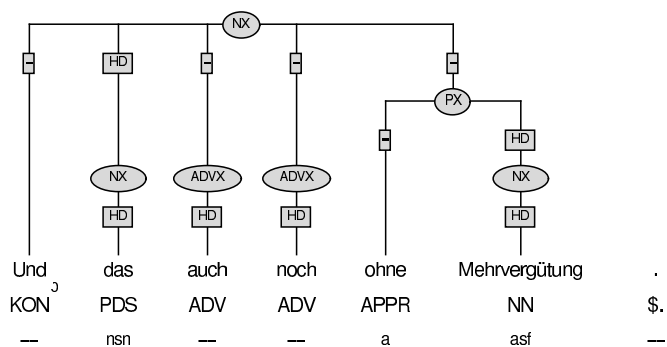 NX
- HD - - -
PX
- HD
NX ADVX ADVX NX
HD HD HD HD
Und das auch noch ohne Mehrvergütung .
KON PDS ADV ADV APPR NN $.
-- nsn -- -- a asf --